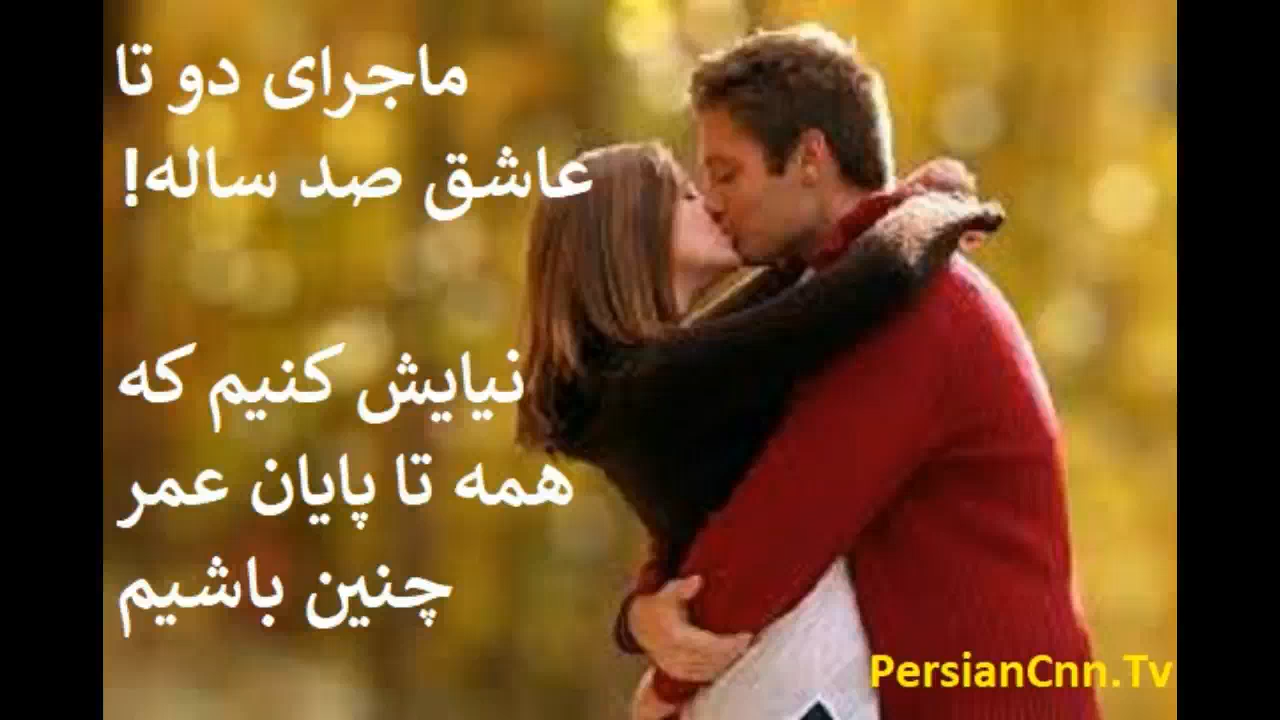 ماجرای دو تا
عاشق صد ساله!
نیایش کنیم که
همه تا پایان عمر
چنین باشیم
PersianCnn.Tv